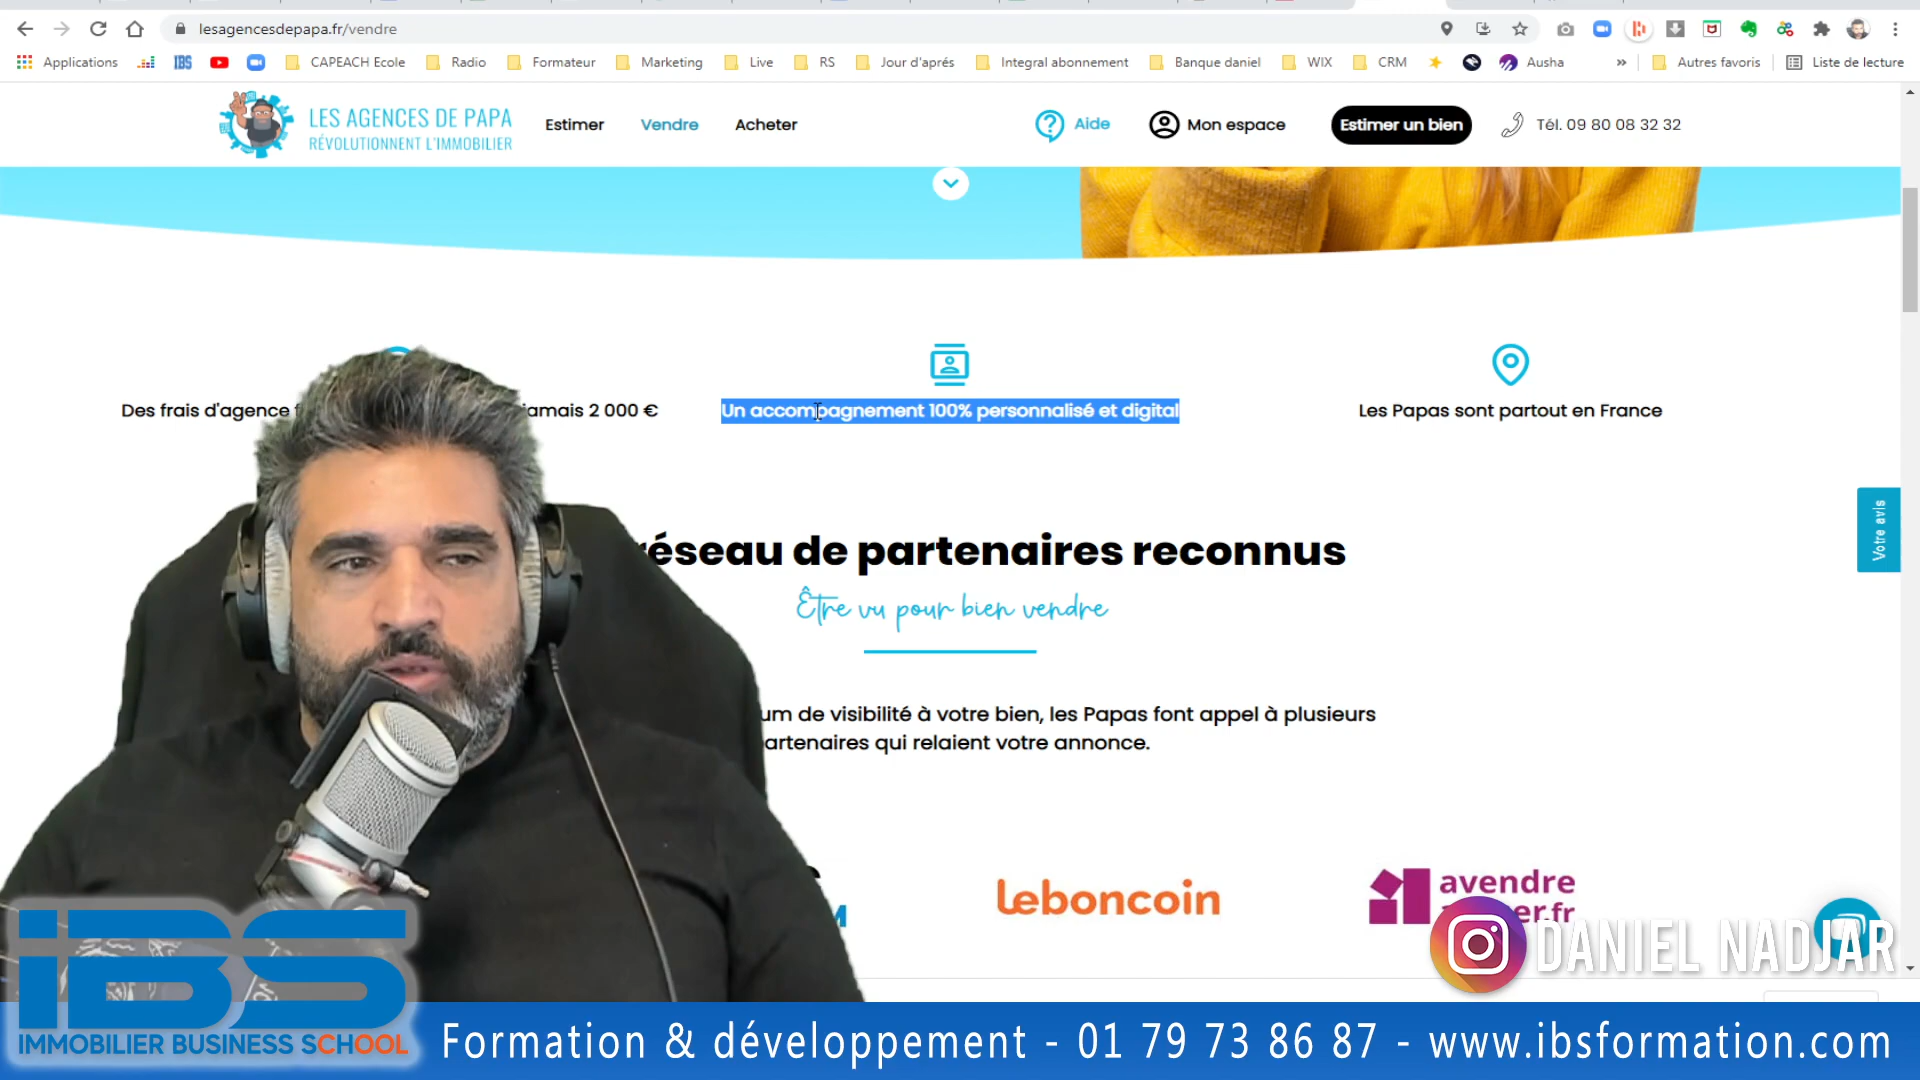 lesagencesdepapa.fr/vendre
Applications
IBS
CAPEACH Ecole
Radio
Formateur
Marketing
Live
RS
Jour d'aprés
Integral abonnement
Banque daniel
WIX
CRM
Ausha
»
Autres favoris
Liste de lecture
LES AGENCES DE PAPA
RÉVOLUTIONNENT L'IMMOBILIER
Estimer
Vendre
Acheter
Aide
Mon espace
Estimer un bien
Tél. 09 80 08 32 32
Des frais d'agence
jamais 2 000 €
Un accompagnement 100% personnalisé et digital
Les Papas sont partout en France
Votre avis
réseau de partenaires reconnus
Être vu pour bien vendre
de visibilité à votre bien, les Papas font appel à plusieurs
partenaires qui relaient votre annonce.
leboncoin
avendre
DANIEL NADJAR
iBS
IMMOBILIER BUSINESS SCHOOL
Formation & développement - 01 79 73 86 87 - www.ibsformation.com